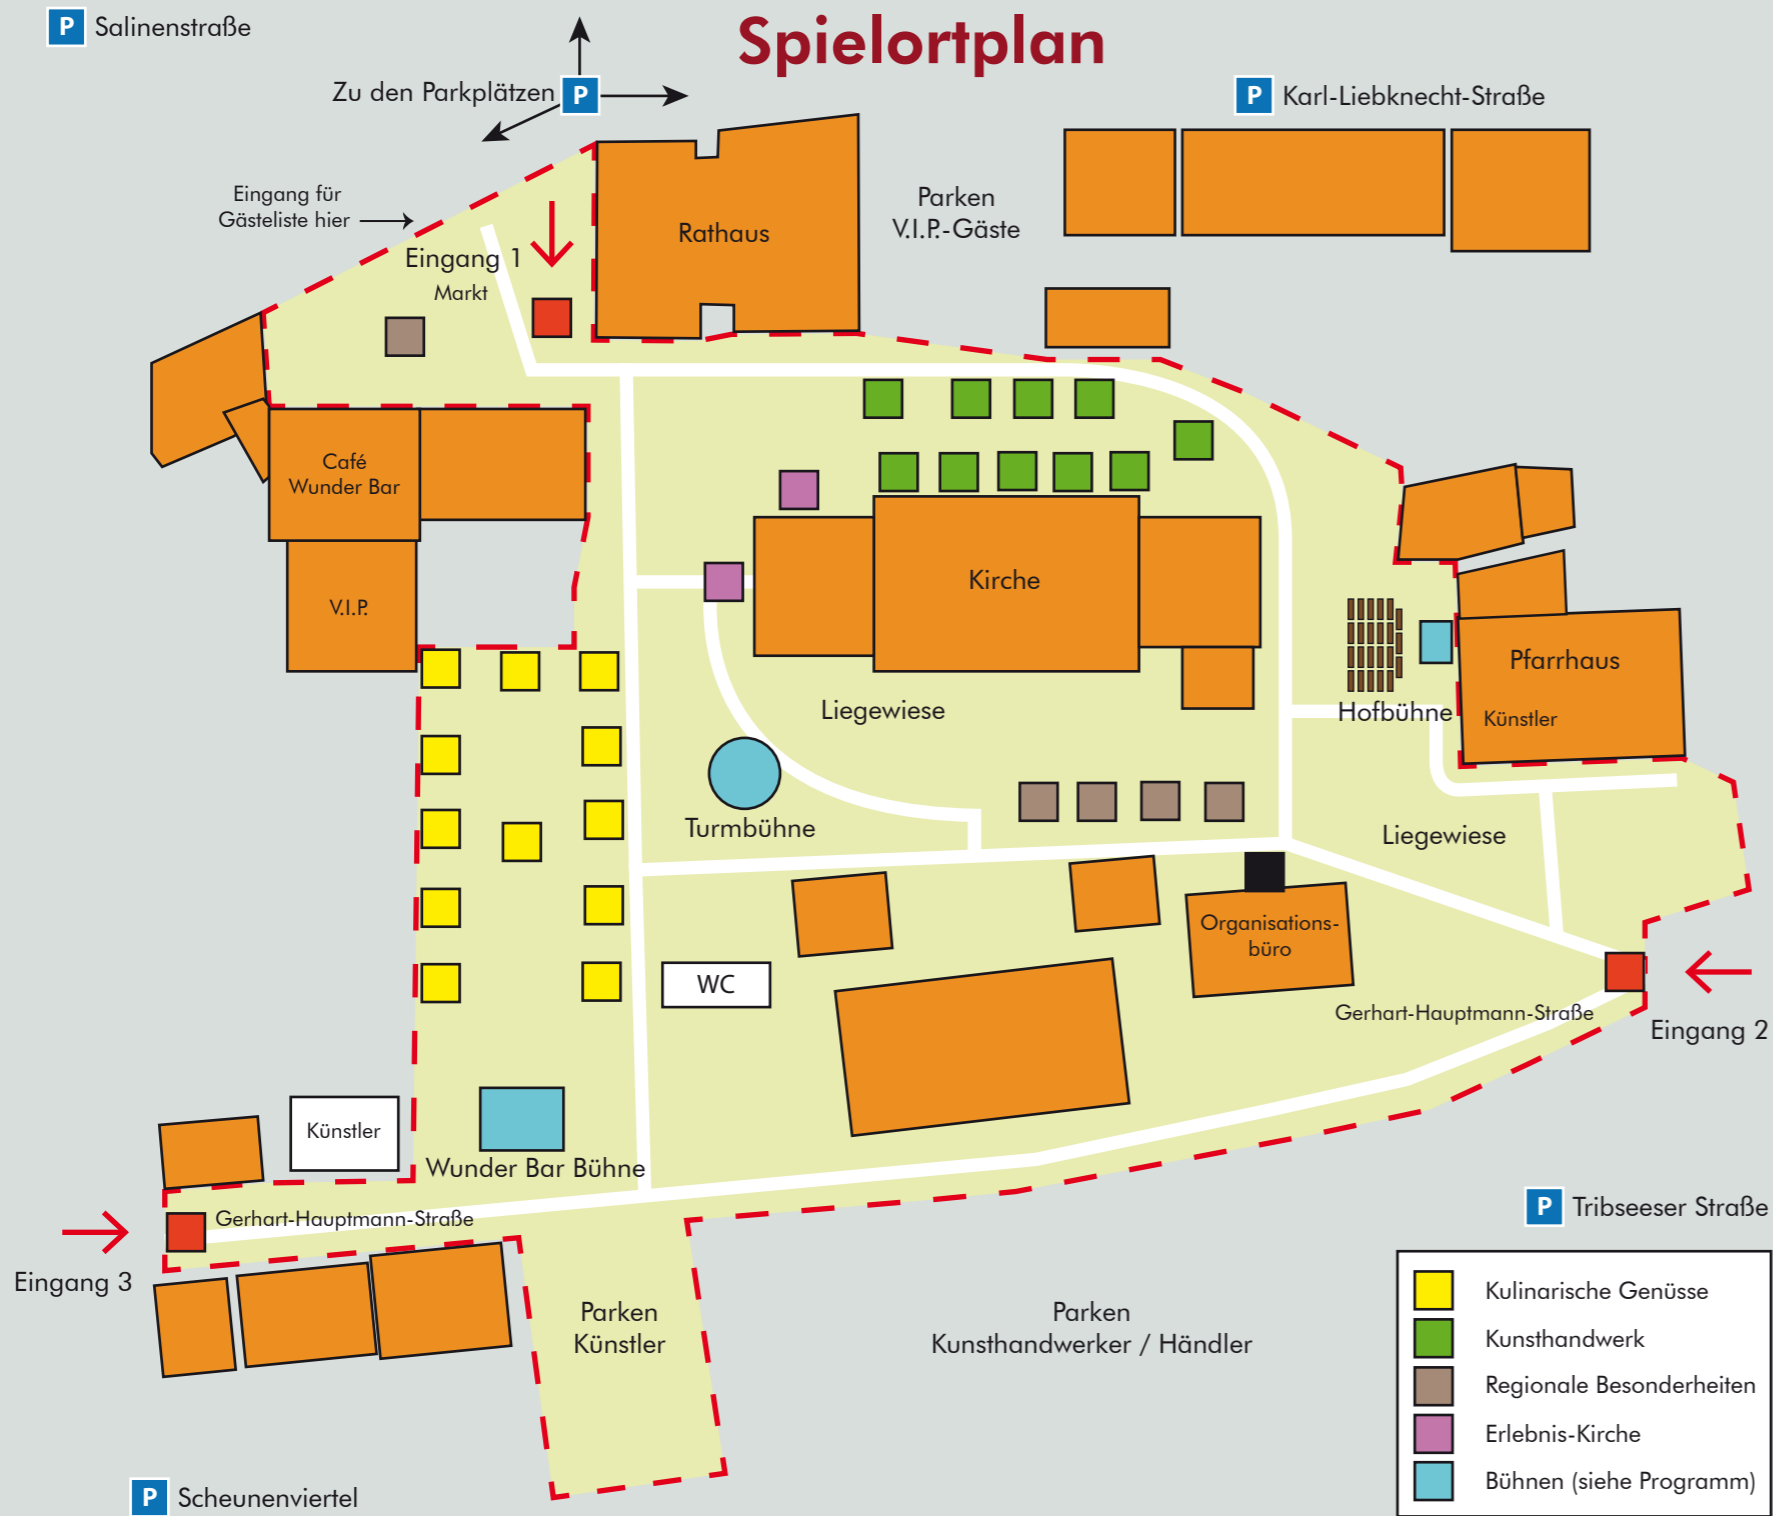 Spielortplan
P Salinenstraße
Zu den Parkplätzen P
P Karl-Liebknecht-Straße
Eingang für
Gästeliste hier
Eingang 1
Markt
Rathaus
Parken
V.I.P.-Gäste
Café
Wunder Bar
V.I.P.
Kirche
Liegewiese
Turmbühne
Hofbühne
Pfarrhaus
Künstler
Liegewiese
Organisations-
büro
WC
Gerhart-Hauptmann-Straße
Eingang 2
Künstler
Wunder Bar Bühne
Gerhart-Hauptmann-Straße
Eingang 3
Parken
Künstler
Parken
Kunsthandwerker / Händler
P Tribseeser Straße
Kulinarische Genüsse
Kunsthandwerk
Regionale Besonderheiten
Erlebnis-Kirche
Bühnen (siehe Programm)
P Scheunenviertel